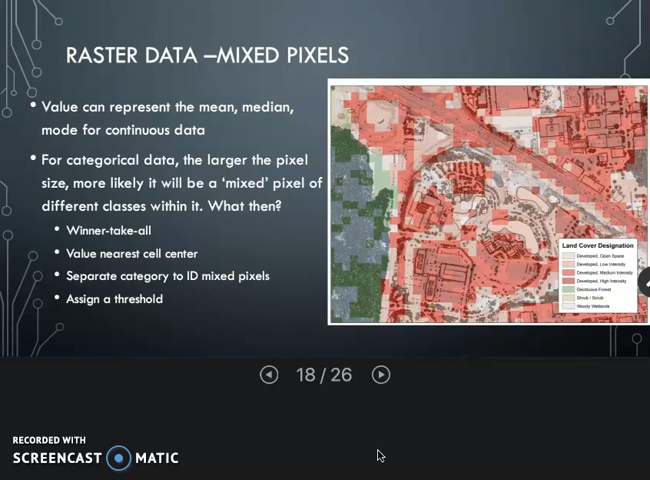 RASTER DATA –MIXED PIXELS
• Value can represent the mean, median,
mode for continuous data
• For categorical data, the larger the pixel
size, more likely it will be a ‘mixed’ pixel of
different classes within it. What then?
• Winner-take-all
• Value nearest cell center
• Separate category to ID mixed pixels
• Assign a threshold
Land Cover Designation
Developed, Open Space
Developed, Low Intensity
Developed, Medium Intensity
Developed, High Intensity
Deciduous Forest
Shrub / Scrub
Woody Wetlands
18 / 26
RECORDED WITH
SCREENCAST MATIC